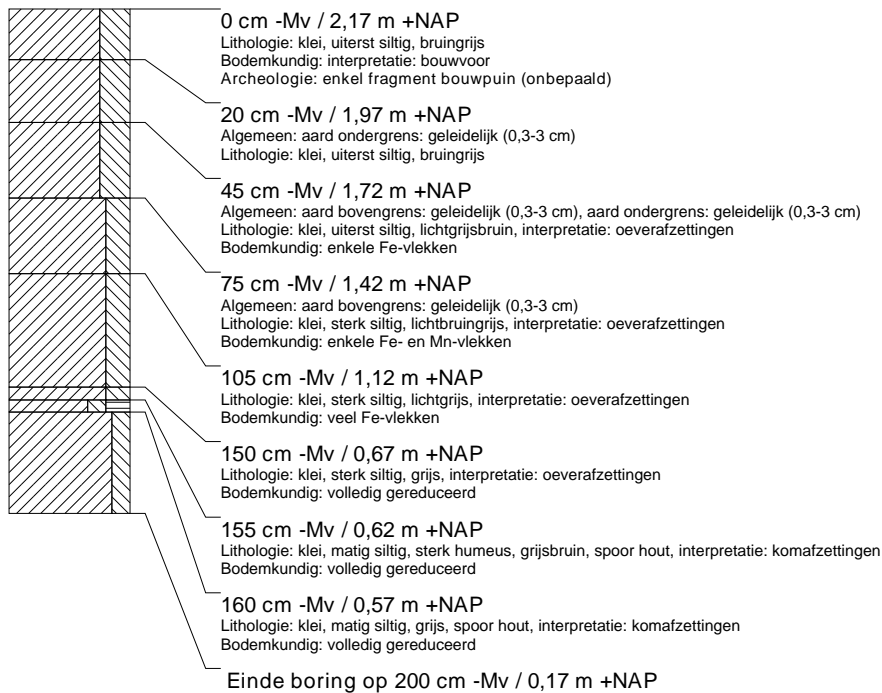 0 cm -Mv / 2,17 m +NAP
Lithologie: klei, uiterst siltig, bruingrijs
Bodemkundig: interpretatie: bouwvoor
Archeologie: enkel fragment bouwpuin (onbepaald)
20 cm -Mv / 1,97 m +NAP
Algemeen: aard ondergrens: geleidelijk (0,3-3 cm)
Lithologie: klei, uiterst siltig, bruingrijs
45 cm -Mv / 1,72 m +NAP
Algemeen: aard bovengrens: geleidelijk (0,3-3 cm), aard ondergrens: geleidelijk (0,3-3 cm)
Lithologie: klei, uiterst siltig, lichtgrijsbruin, interpretatie: oeverafzettingen
Bodemkundig: enkele Fe-vlekken
75 cm -Mv / 1,42 m +NAP
Algemeen: aard bovengrens: geleidelijk (0,3-3 cm)
Lithologie: klei, sterk siltig, lichtbruingrijs, interpretatie: oeverafzettingen
Bodemkundig: enkele Fe- en Mn-vlekken
105 cm -Mv / 1,12 m +NAP
Lithologie: klei, sterk siltig, lichtgrijs, interpretatie: oeverafzettingen
Bodemkundig: veel Fe-vlekken
150 cm -Mv / 0,67 m +NAP
Lithologie: klei, sterk siltig, grijs, interpretatie: oeverafzettingen
Bodemkundig: volledig gereduceerd
155 cm -Mv / 0,62 m +NAP
Lithologie: klei, matig siltig, sterk humeus, grijsbruin, spoor hout, interpretatie: komafzettingen
Bodemkundig: volledig gereduceerd
160 cm -Mv / 0,57 m +NAP
Lithologie: klei, matig siltig, grijs, spoor hout, interpretatie: komafzettingen
Bodemkundig: volledig gereduceerd
Einde boring op 200 cm -Mv / 0,17 m +NAP